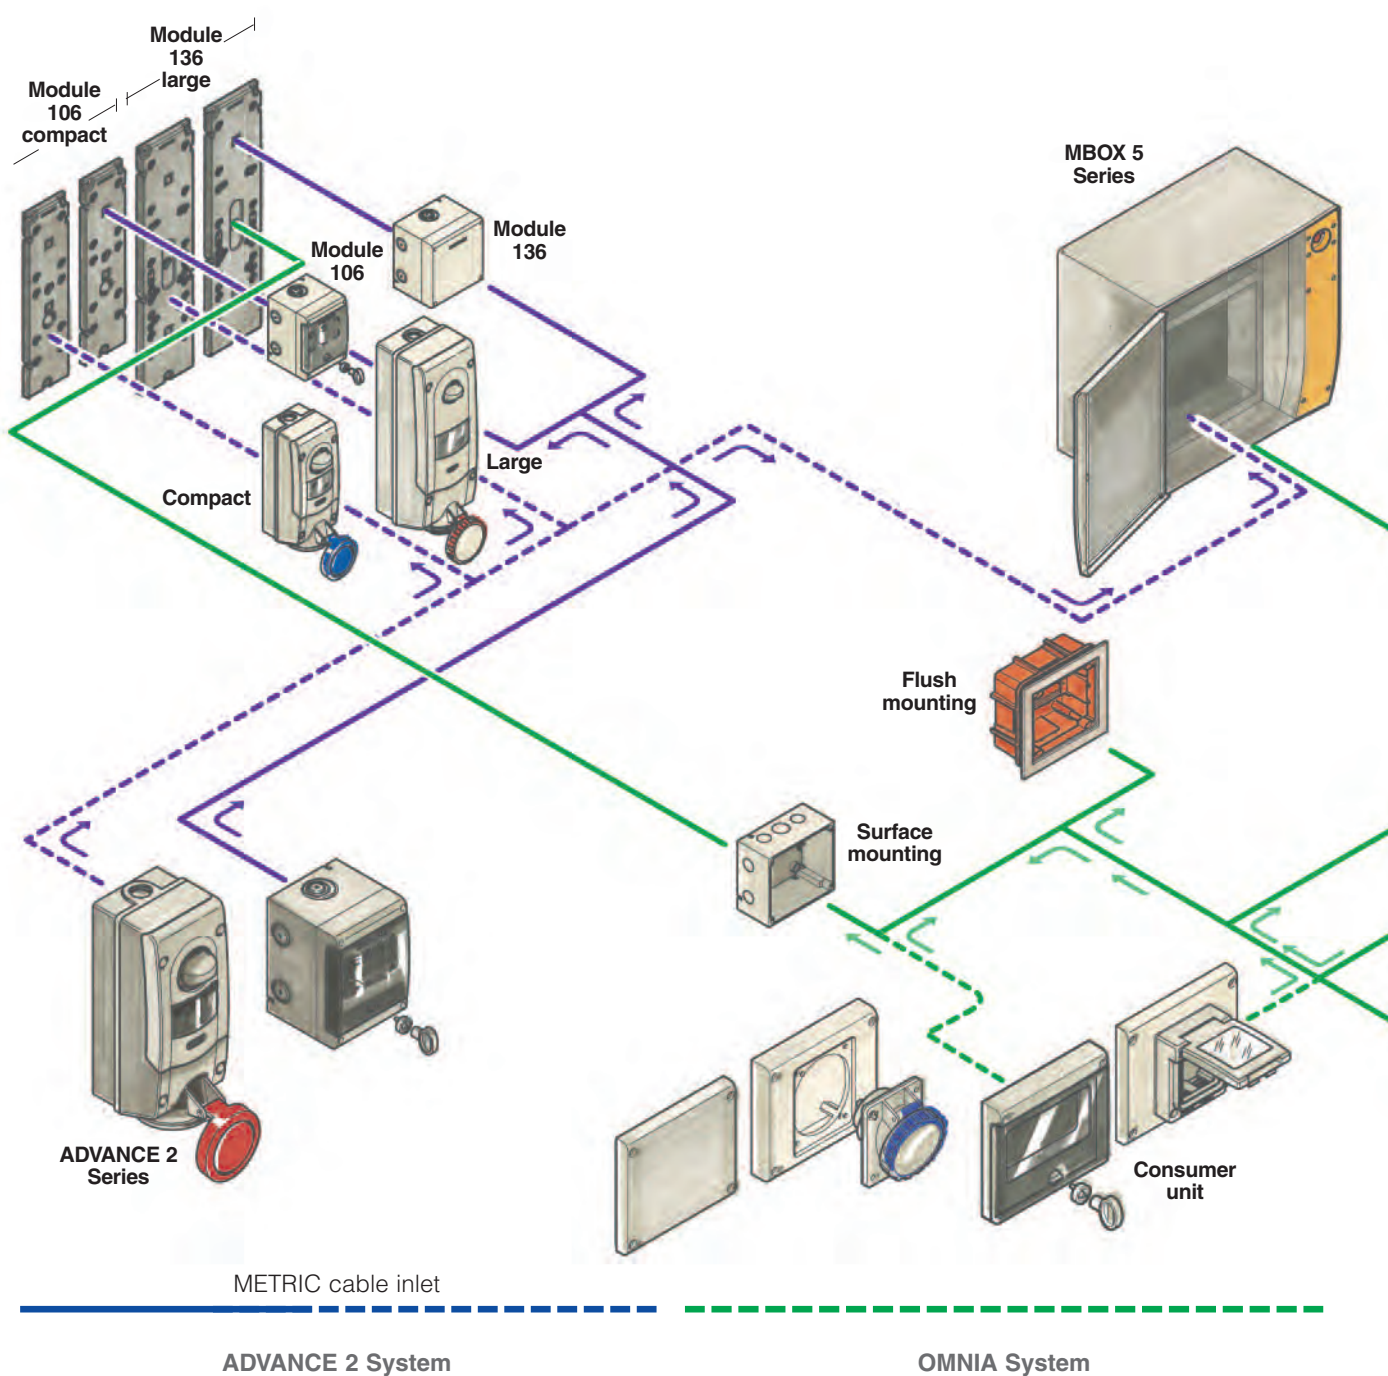 Module
136
large
Module
106
compact
MBOX 5
Series
Module
136
Module
106
Large
Compact
Flush
mounting
Surface
mounting
ADVANCE 2
Series
Consumer
unit
METRIC cable inlet
ADVANCE 2 System
OMNIA System